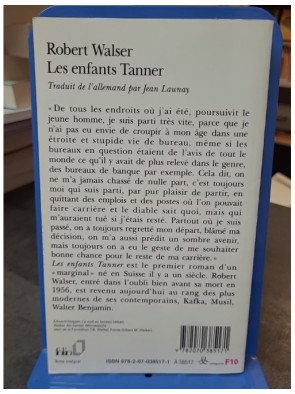 Robert Walser
Les enfants Tanner
Traduit de l'allemand par Jean Launay
« De tous les endroits où j'ai été, poursuivit le
jeune homme, je suis parti très vite, parce que je
n'ai pas eu envie de croupir à mon âge dans une
étroite et stupide vie de bureau, même si les
bureaux en question étaient de l'avis de tout le
monde ce qu'il y avait de plus relevé dans le genre,
des bureaux de banque par exemple. Cela dit, on
ne m'a jamais chassé de nulle part, c'est toujours
moi qui suis parti, par pur plaisir de partir, en
quittant des emplois et des postes où l'on pouvait
faire carrière et le diable sait quoi, mais qui
m'auraient tué si j'étais resté. Partout où je suis
passé, on a toujours regretté mon départ, blâmé ma
décision, on m'a aussi prédit un sombre avenir,
mais toujours on a eu le geste de me souhaiter
bonne chance pour le reste de ma carrière. »
Les enfants Tanner est le premier roman d'un
« marginal » né en Suisse il y a un siècle. Robert
Walser, entré dans l'oubli bien avant sa mort en
1956, est revenu aujourd'hui au rang des plus
modernes de ses contemporains, Kafka, Musil,
Walter Benjamin.
folio
Texte intégral
ISBN 978-2-07-038517-1
A 38517
catégorie F10
9 782070 385171